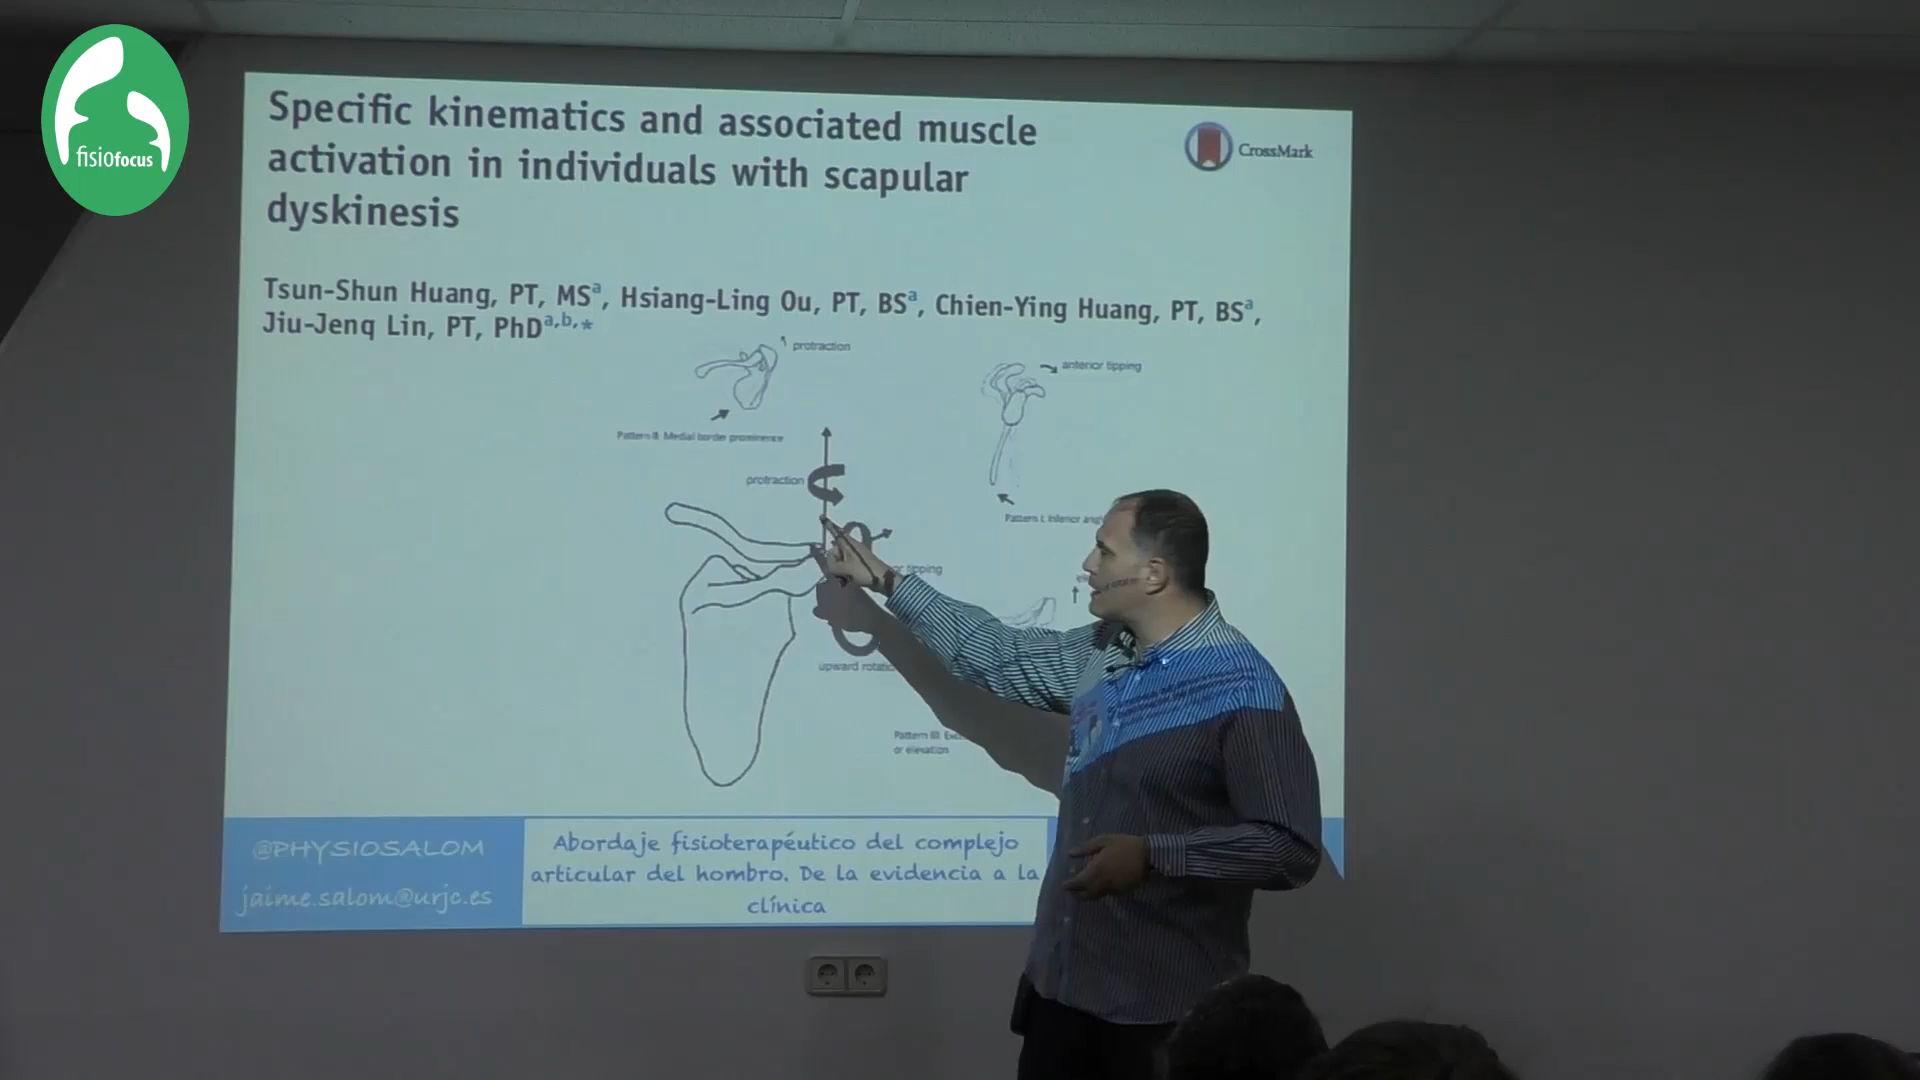 fisiofocus
Specific kinematics and associated muscle
activation in individuals with scapular
dyskinesis
CrossMark
Tsun-Shun Huang, PT, MSa, Hsiang-Ling Ou, PT, BSa, Chien-Ying Huang, PT, BSa,
Jiu-Jenq Lin, PT, PhDa,b,*
protraction
anterior tipping
Pattern II. Medial border prominence
protraction
Pattern I. Inferior
tipping
upward
Pattern III.
or elevation
@PHYSIOSALOM
jaime.salom@urjc.es
Abordaje fisioterapéutico del complejo
articular del hombro. De la evidencia a la
clínica